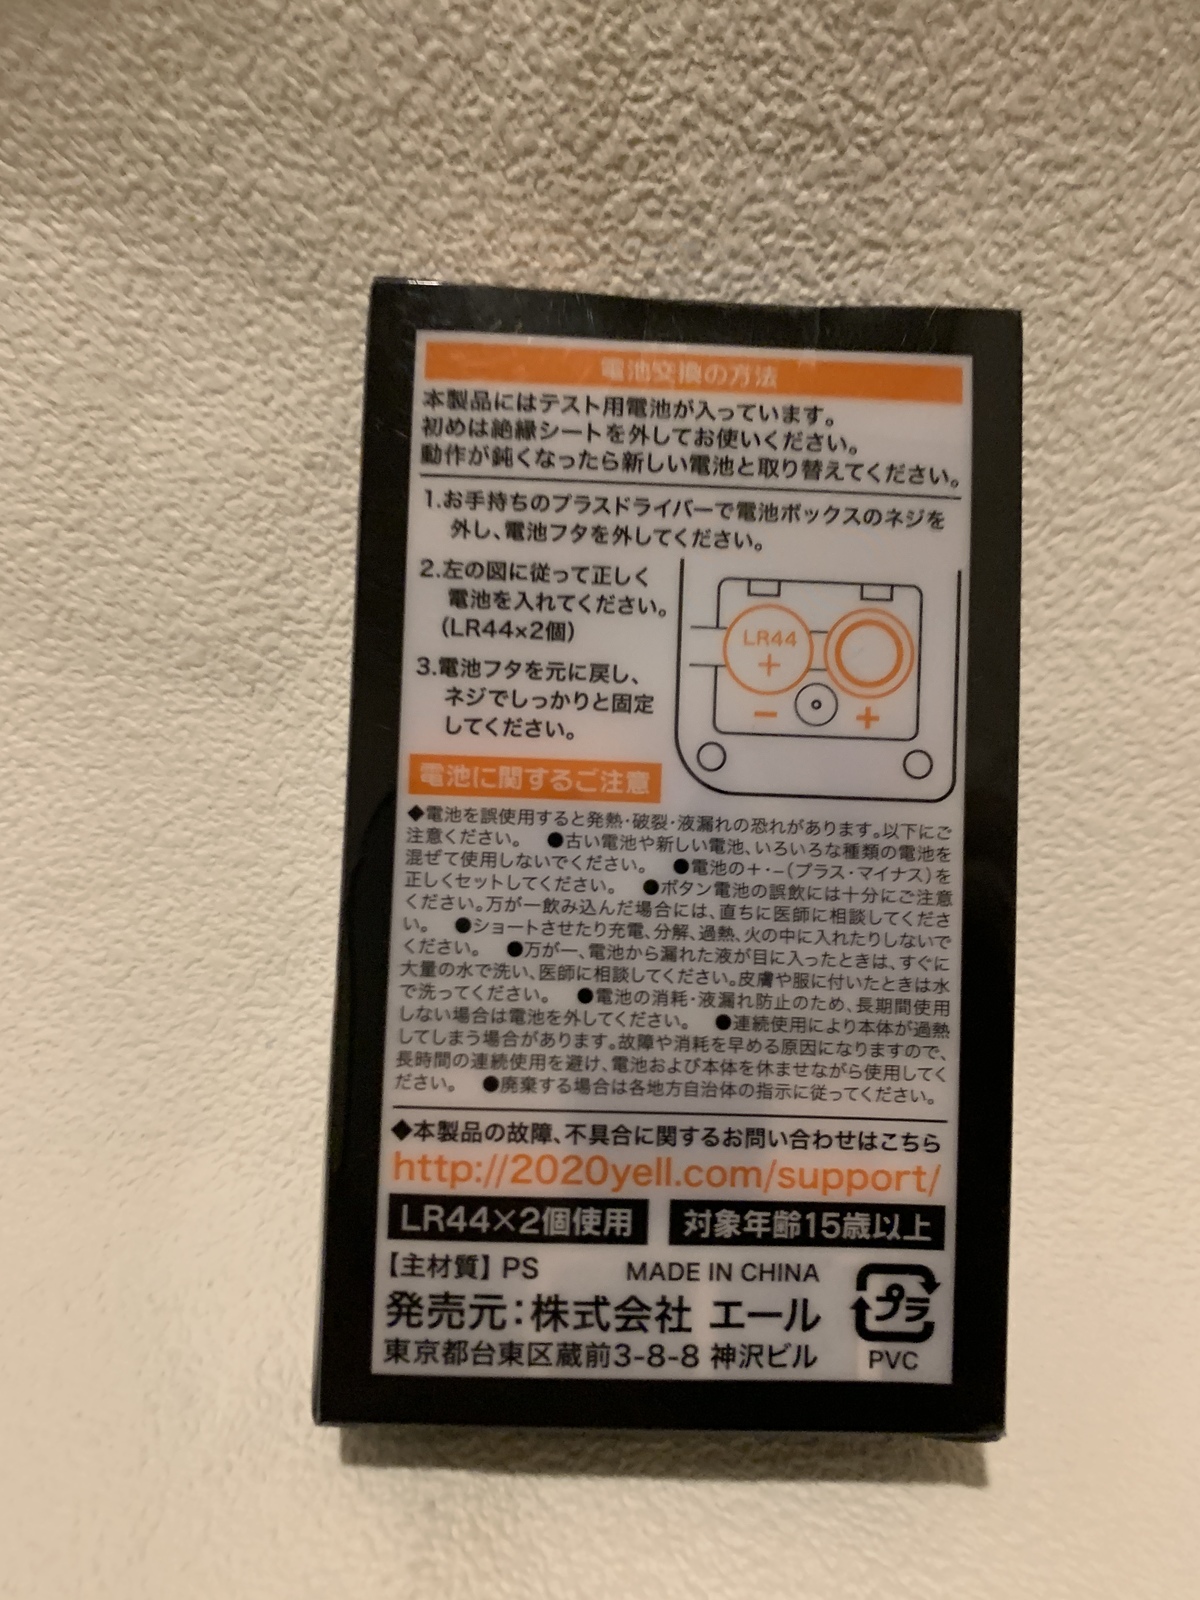 電池交換の方法
本製品にはテスト用電池が入っています。
初めは絶縁シートを外してお使いください。
動作が鈍くなったら新しい電池と取り替えてください。
1.お手持ちのプラスドライバーで電池ボックスのネジを
外し、電池フタを外してください。
2.左の図に従って正しく
電池を入れてください。
(LR44×2個)
3.電池フタを元に戻し、
ネジでしっかりと固定
してください。
LR44
+
− +
電池に関するご注意
◆電池を誤使用すると発熱・破裂・液漏れの恐れがあります。以下にご
注意ください。 ●古い電池や新しい電池、いろいろな種類の電池を
混ぜて使用しないでください。 ●電池の＋・−(プラス・マイナス)を
正しくセットしてください。 ●ボタン電池の誤飲には十分にご注意
ください。万が一飲み込んだ場合には、直ちに医師に相談してくださ
い。 ●ショートさせたり充電、分解、過熱、火の中に入れたりしないで
ください。 ●万が一、電池から漏れた液が目に入ったときは、すぐに
大量の水で洗い、医師に相談してください。皮膚や服に付いたときは水
で洗ってください。 ●電池の消耗・液漏れ防止のため、長期間使用
しない場合は電池を外してください。 ●連続使用により本体が過熱
してしまう場合があります。故障や消耗を早める原因になりますので、
長時間の連続使用を避け、電池および本体を休ませながら使用してく
ださい。 ●廃棄する場合は各地方自治体の指示に従ってください。
◆本製品の故障、不具合に関するお問い合わせはこちら
http://2020yell.com/support/
LR44×2個使用 対象年齢15歳以上
【主材質】PS MADE IN CHINA
発売元：株式会社 エール
東京都台東区蔵前3-8-8 神沢ビル
プラ
PVC